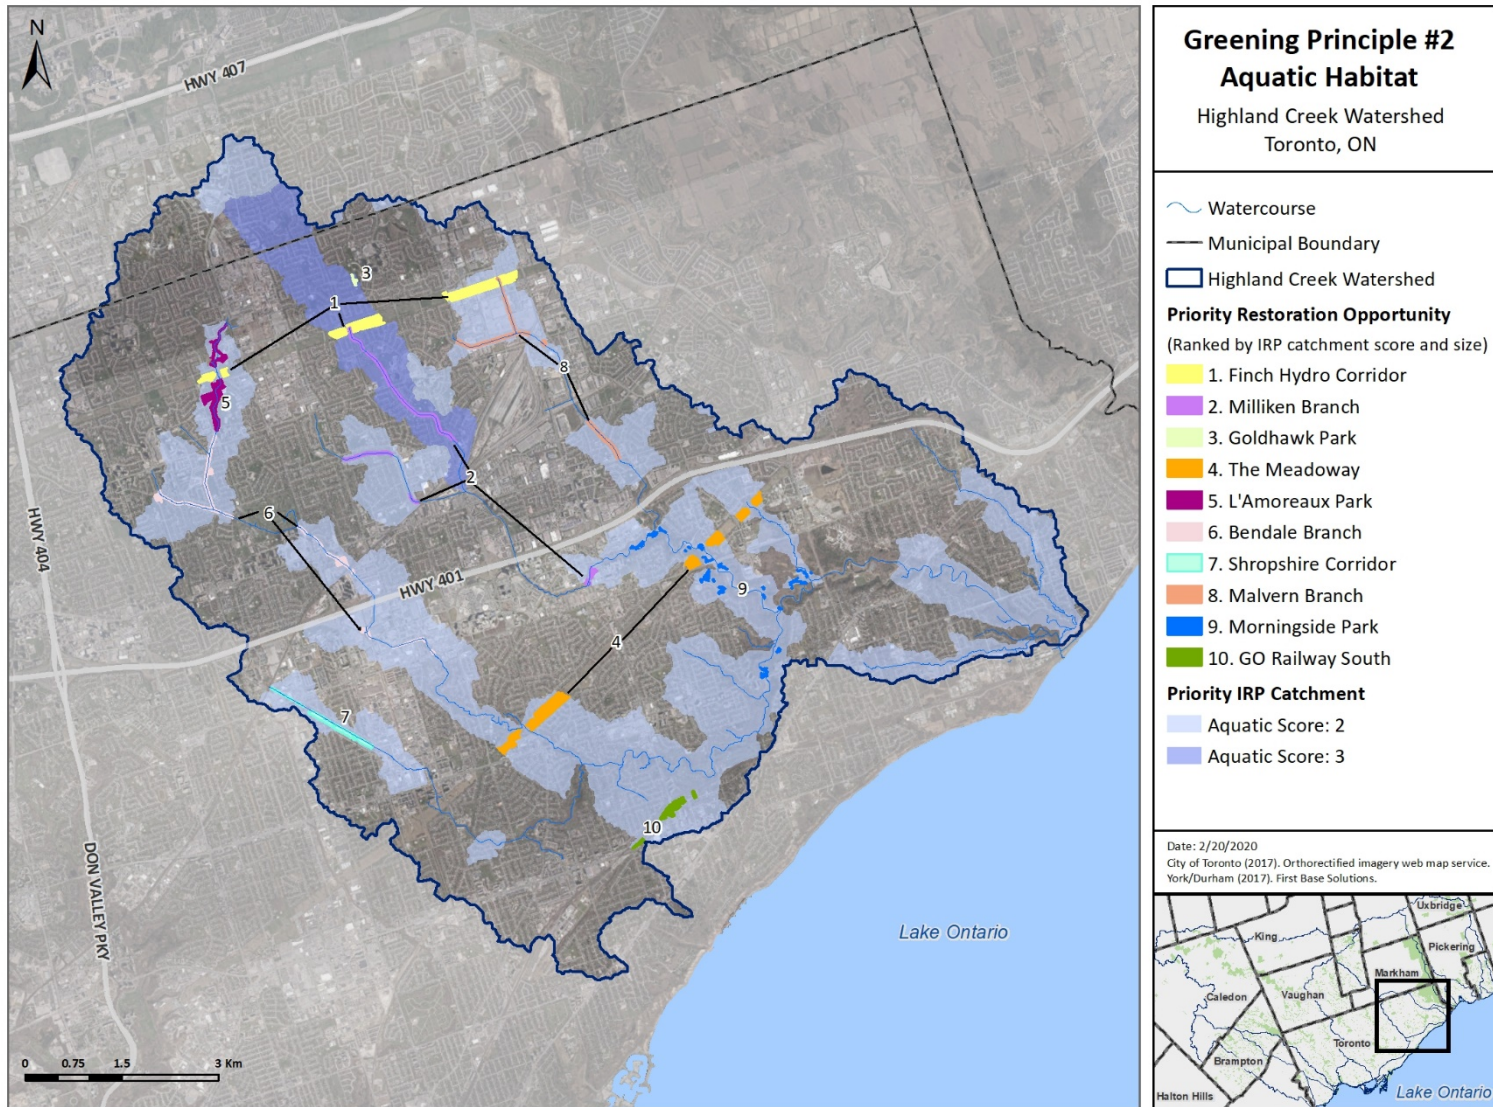 N
HWY 407
3
1
8
5
2
6
HWY 404
HWY 401
9
4
7
10
DON VALLEY PKY
Lake Ontario
0 0.75 1.5 3 Km
Greening Principle #2
Aquatic Habitat
Highland Creek Watershed
Toronto, ON
Watercourse
Municipal Boundary
Highland Creek Watershed
Priority Restoration Opportunity
(Ranked by IRP catchment score and size)
1. Finch Hydro Corridor
2. Milliken Branch
3. Goldhawk Park
4. The Meadoway
5. L'Amoreaux Park
6. Bendale Branch
7. Shropshire Corridor
8. Malvern Branch
9. Morningside Park
10. GO Railway South
Priority IRP Catchment
Aquatic Score: 2
Aquatic Score: 3
Date: 2/20/2020
City of Toronto (2017). Orthorectified imagery web map service.
York/Durham (2017). First Base Solutions.
Uxbridge
King
Pickering
Markham
Caledon
Vaughan
Toronto
Brampton
Halton Hills
Lake Ontario